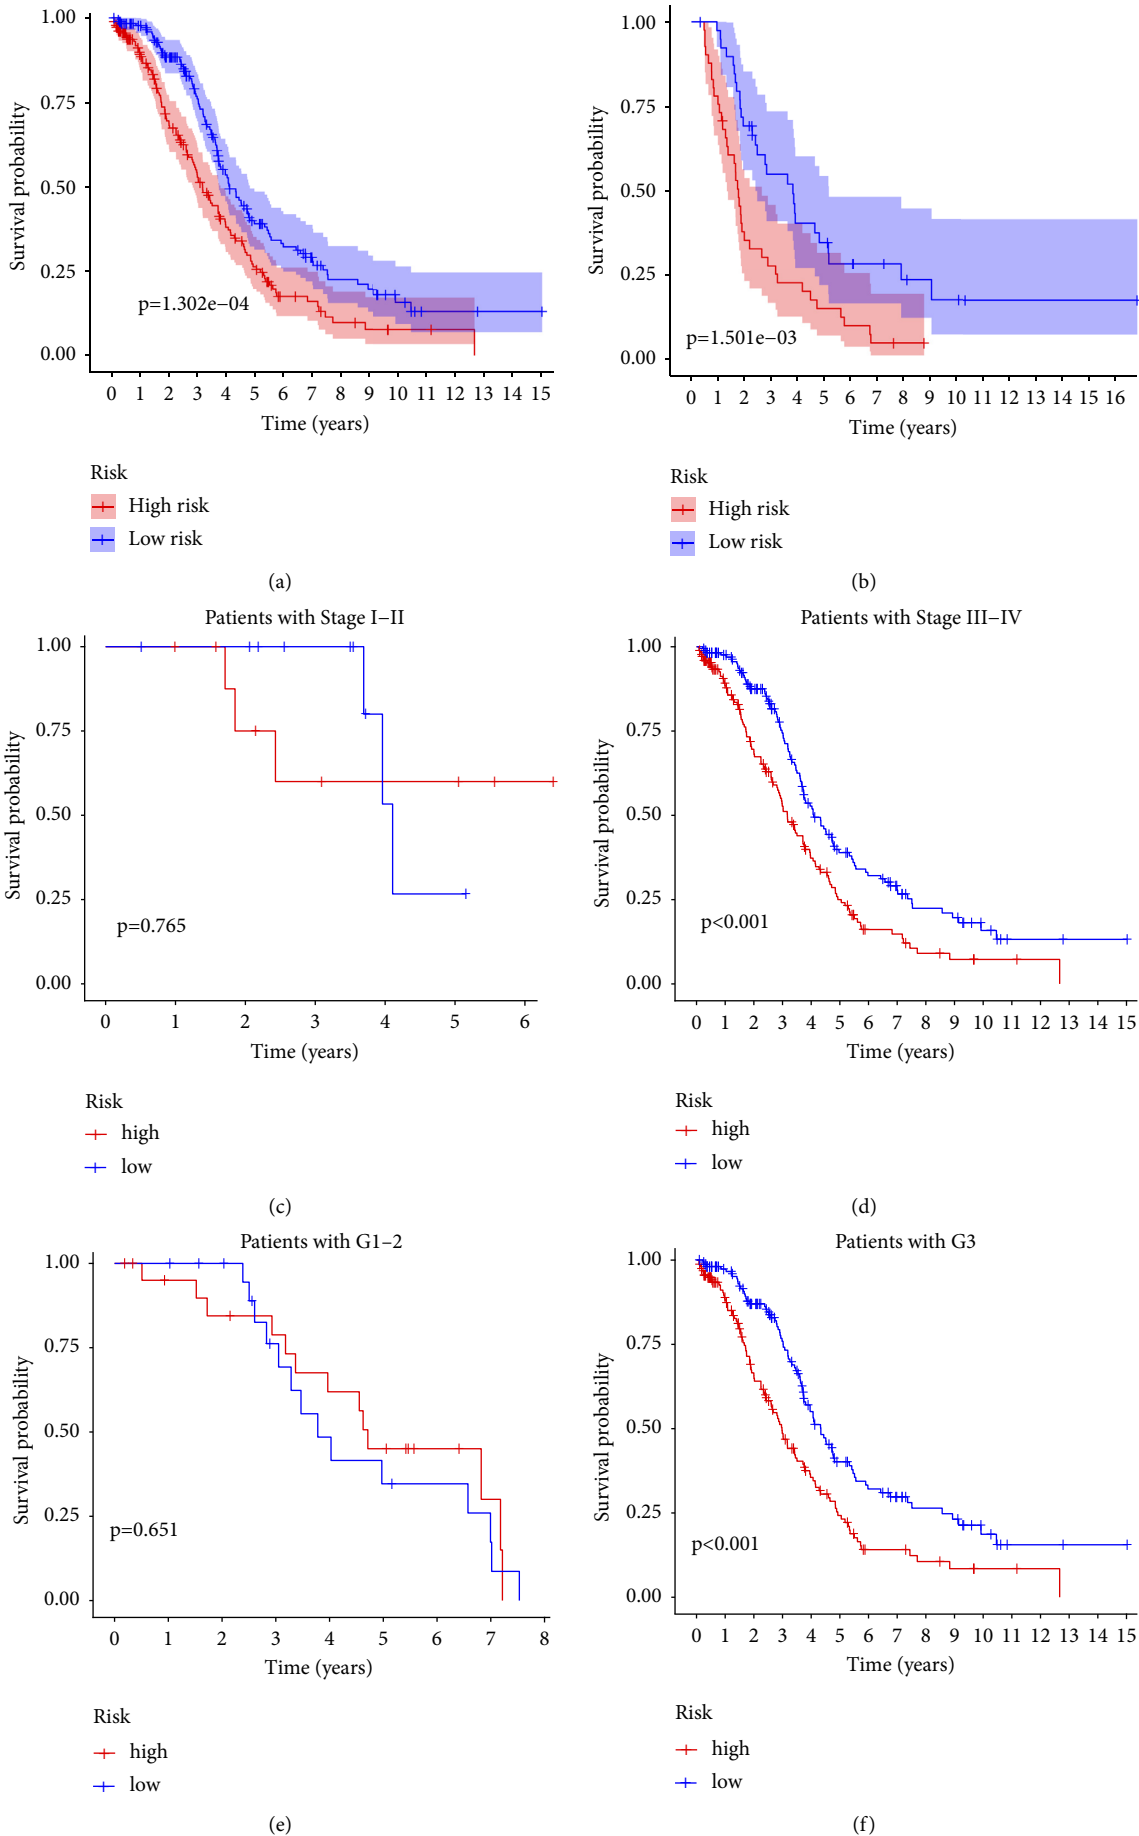 1.00
0.75
0.50
0.25
0.00
Survival probability
p=1.302e−04
0 1 2 3 4 5 6 7 8 9 10 11 12 13 14 15
Time (years)
Risk
High risk
Low risk
(a)
1.00
0.75
0.50
0.25
0.00
Survival probability
p=1.501e−03
0 1 2 3 4 5 6 7 8 9 10 11 12 13 14 15 16
Time (years)
Risk
High risk
Low risk
(b)
Patients with Stage I−II
1.00
0.75
0.50
0.25
0.00
Survival probability
p=0.765
0 1 2 3 4 5 6
Time (years)
Risk
high
low
(c)
Patients with Stage III−IV
1.00
0.75
0.50
0.25
0.00
Survival probability
p<0.001
0 1 2 3 4 5 6 7 8 9 10 11 12 13 14 15
Time (years)
Risk
high
low
(d)
Patients with G1−2
1.00
0.75
0.50
0.25
0.00
Survival probability
p=0.651
0 1 2 3 4 5 6 7 8
Time (years)
Risk
high
low
(e)
Patients with G3
1.00
0.75
0.50
0.25
0.00
Survival probability
p<0.001
0 1 2 3 4 5 6 7 8 9 10 11 12 13 14 15
Time (years)
Risk
high
low
(f)